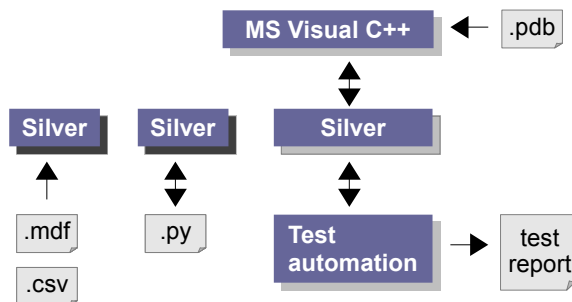 MS Visual C++
.pdb
Silver
Silver
Silver
.mdf
.py
Test
automation
test
report
.csv